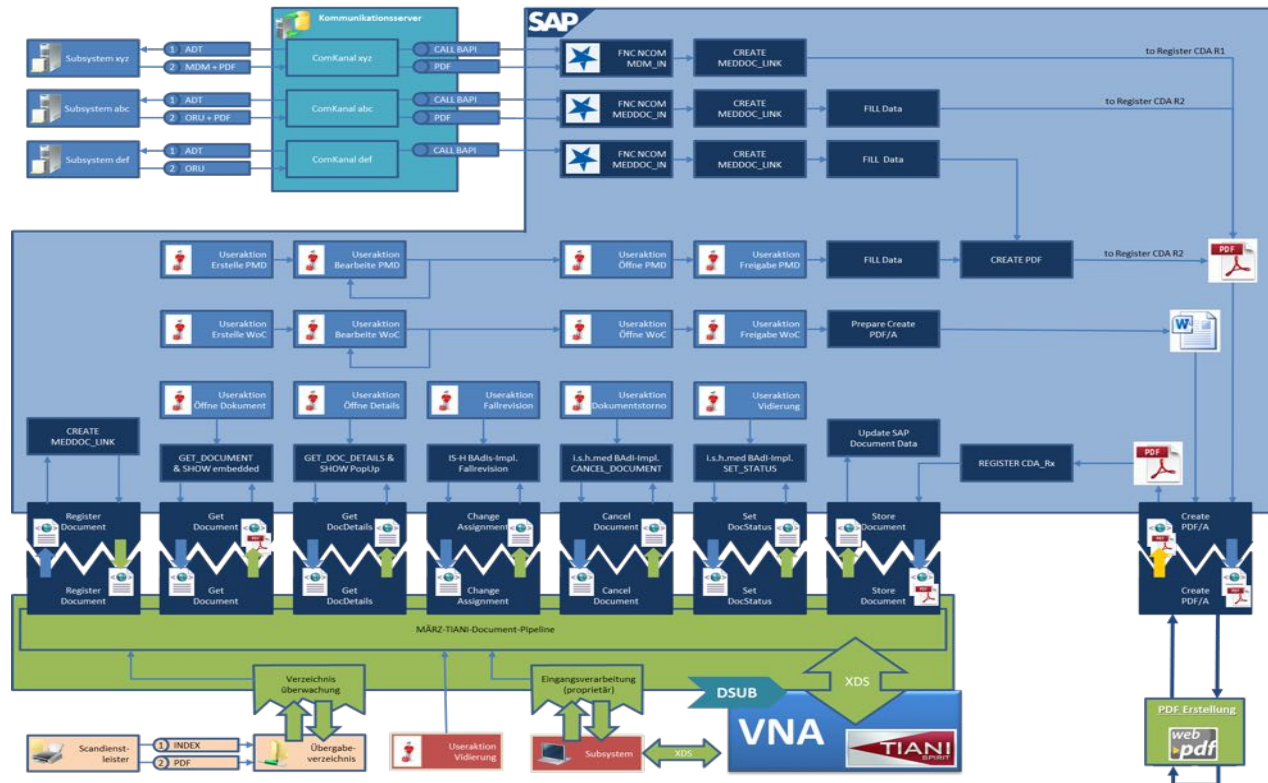 Kommunikationsserver
SAP
Subsystem xyz
1 ADT
2 MDM + PDF
ComKanal xyz
CALL BAPI
PDF
FNC NCOM
MDM_IN
CREATE
MEDDOC_LINK
to Register CDA R1
Subsystem abc
1 ADT
2 ORU + PDF
ComKanal abc
CALL BAPI
PDF
FNC NCOM
MEDDOC_IN
CREATE
MEDDOC_LINK
FILL Data
to Register CDA R2
Subsystem def
1 ADT
2 ORU
ComKanal def
CALL BAPI
FNC NCOM
MEDDOC_IN
CREATE
MEDDOC_LINK
FILL Data
Useraktion
Erstelle PMD
Useraktion
Bearbeite PMD
Useraktion
Öffne PMD
Useraktion
Freigabe PMD
FILL Data
CREATE PDF
to Register CDA R2
PDF
Useraktion
Erstelle WoC
Useraktion
Bearbeite WoC
Useraktion
Öffne WoC
Useraktion
Freigabe WoC
Prepare Create
PDF/A
W
Useraktion
Öffne Dokument
Useraktion
Öffne Details
Useraktion
Fallrevision
Useraktion
Dokumentstorno
Useraktion
Vidierung
CREATE
MEDDOC_LINK
GET_DOCUMENT
& SHOW embedded
GET_DOC_DETAILS &
SHOW PopUp
IS-H BAdIs-Impl.
Fallrevision
i.s.h.med BAdI-Impl.
CANCEL_DOCUMENT
i.s.h.med BAdI-Impl.
SET_STATUS
Update SAP
Document Data
REGISTER CDA_Rx
PDF
Register
Document
Get
Document
Get
DocDetails
Change
Assignment
Cancel
Document
Set
DocStatus
Store
Document
Create
PDF/A
Register
Document
Get
Document
Get
DocDetails
Change
Assignment
Cancel
Document
Set
DocStatus
Store
Document
Create
PDF/A
MÄRZ-TIANI-Document-Pipeline
Verzeichnis
überwachung
Eingangsverarbeitung
(proprietär)
DSUB
XDS
VNA
TIANI
SPIRIT
PDF Erstellung
web
pdf
Scandienst-
leister
1 INDEX
2 PDF
Übergabe-
verzeichnis
Useraktion
Vidierung
Subsystem
XDS